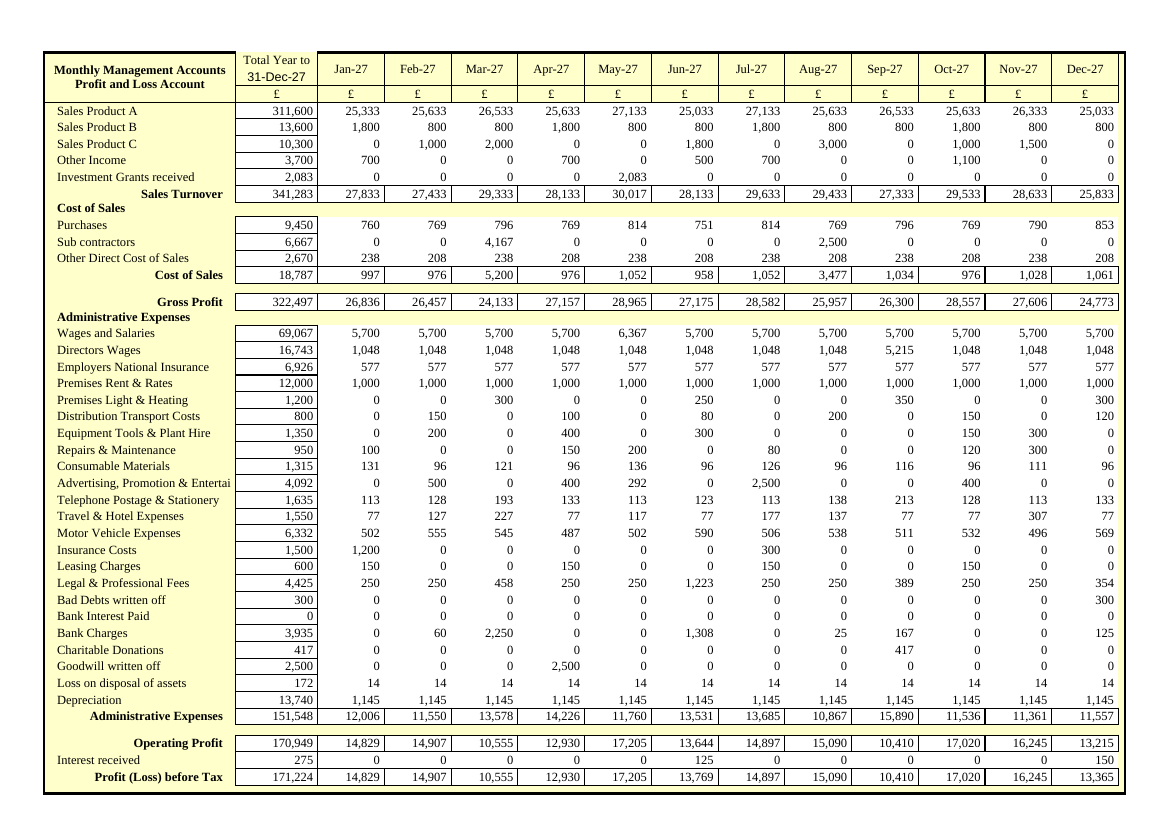 Monthly Management Accounts Profit and Loss Account Total Year to 31-Dec-27 Jan-27 Feb-27 Mar-27 Apr-27 May-27 Jun-27 Jul-27 Aug-27 Sep-27 Oct-27 Nov-27 Dec-27
£ £ £ £ £ £ £ £ £ £ £ £ £
Sales Product A 311,600 25,333 25,633 26,533 25,633 27,133 25,033 27,133 25,633 26,533 25,633 26,333 25,033
Sales Product B 13,600 1,800 800 800 1,800 800 800 1,800 800 800 1,800 800 800
Sales Product C 10,300 0 1,000 2,000 0 0 1,800 0 3,000 0 1,000 1,500 0
Other Income 3,700 700 0 0 700 0 500 700 0 0 1,100 0 0
Investment Grants received 2,083 0 0 0 0 2,083 0 0 0 0 0 0 0
Sales Turnover 341,283 27,833 27,433 29,333 28,133 30,017 28,133 29,633 29,433 27,333 29,533 28,633 25,833
Cost of Sales
Purchases 9,450 760 769 796 769 814 751 814 769 796 769 790 853
Sub contractors 6,667 0 0 4,167 0 0 0 0 2,500 0 0 0 0
Other Direct Cost of Sales 2,670 238 208 238 208 238 208 238 208 238 208 238 208
Cost of Sales 18,787 997 976 5,200 976 1,052 958 1,052 3,477 1,034 976 1,028 1,061
Gross Profit 322,497 26,836 26,457 24,133 27,157 28,965 27,175 28,582 25,957 26,300 28,557 27,606 24,773
Administrative Expenses
Wages and Salaries 69,067 5,700 5,700 5,700 5,700 6,367 5,700 5,700 5,700 5,700 5,700 5,700 5,700
Directors Wages 16,743 1,048 1,048 1,048 1,048 1,048 1,048 1,048 1,048 5,215 1,048 1,048 1,048
Employers National Insurance 6,926 577 577 577 577 577 577 577 577 577 577 577 577
Premises Rent & Rates 12,000 1,000 1,000 1,000 1,000 1,000 1,000 1,000 1,000 1,000 1,000 1,000 1,000
Premises Light & Heating 1,200 0 0 300 0 0 250 0 0 350 0 0 300
Distribution Transport Costs 800 0 150 0 100 0 80 0 200 0 150 0 120
Equipment Tools & Plant Hire 1,350 0 200 0 400 0 300 0 0 0 150 300 0
Repairs & Maintenance 950 100 0 0 150 200 0 80 0 0 120 300 0
Consumable Materials 1,315 131 96 121 96 136 96 126 96 116 96 111 96
Advertising, Promotion & Entertai 4,092 0 500 0 400 292 0 2,500 0 0 400 0 0
Telephone Postage & Stationery 1,635 113 128 193 133 113 123 113 138 213 128 113 133
Travel & Hotel Expenses 1,550 77 127 227 77 117 77 177 137 77 77 307 77
Motor Vehicle Expenses 6,332 502 555 545 487 502 590 506 538 511 532 496 569
Insurance Costs 1,500 1,200 0 0 0 0 0 300 0 0 0 0 0
Leasing Charges 600 150 0 0 150 0 0 150 0 0 150 0 0
Legal & Professional Fees 4,425 250 250 458 250 250 1,223 250 250 389 250 250 354
Bad Debts written off 300 0 0 0 0 0 0 0 0 0 0 0 300
Bank Interest Paid 0 0 0 0 0 0 0 0 0 0 0 0 0
Bank Charges 3,935 0 60 2,250 0 0 1,308 0 25 167 0 0 125
Charitable Donations 417 0 0 0 0 0 0 0 0 417 0 0 0
Goodwill written off 2,500 0 0 0 2,500 0 0 0 0 0 0 0 0
Loss on disposal of assets 172 14 14 14 14 14 14 14 14 14 14 14 14
Depreciation 13,740 1,145 1,145 1,145 1,145 1,145 1,145 1,145 1,145 1,145 1,145 1,145 1,145
Administrative Expenses 151,548 12,006 11,550 13,578 14,226 11,760 13,531 13,685 10,867 15,890 11,536 11,361 11,557
Operating Profit 170,949 14,829 14,907 10,555 12,930 17,205 13,644 14,897 15,090 10,410 17,020 16,245 13,215
Interest received 275 0 0 0 0 0 125 0 0 0 0 0 150
Profit (Loss) before Tax 171,224 14,829 14,907 10,555 12,930 17,205 13,769 14,897 15,090 10,410 17,020 16,245 13,365